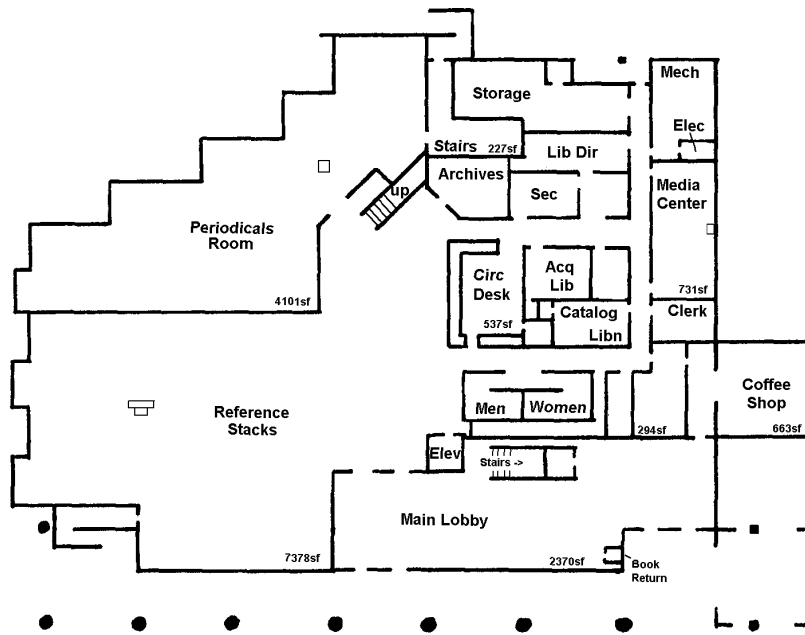 Mech
Storage
Elec
Stairs
227sf
Lib Dir
Archives
up
Sec
Media
Center
Periodicals
Room
Circ
Desk
Acq
Lib
4101sf
731sf
537sf
Catalog
Libn
Clerk
Coffee
Shop
Reference
Stacks
Men
Women
294sf
663sf
Elev
Stairs ->
Main Lobby
7378sf
2370sf
Book
Return